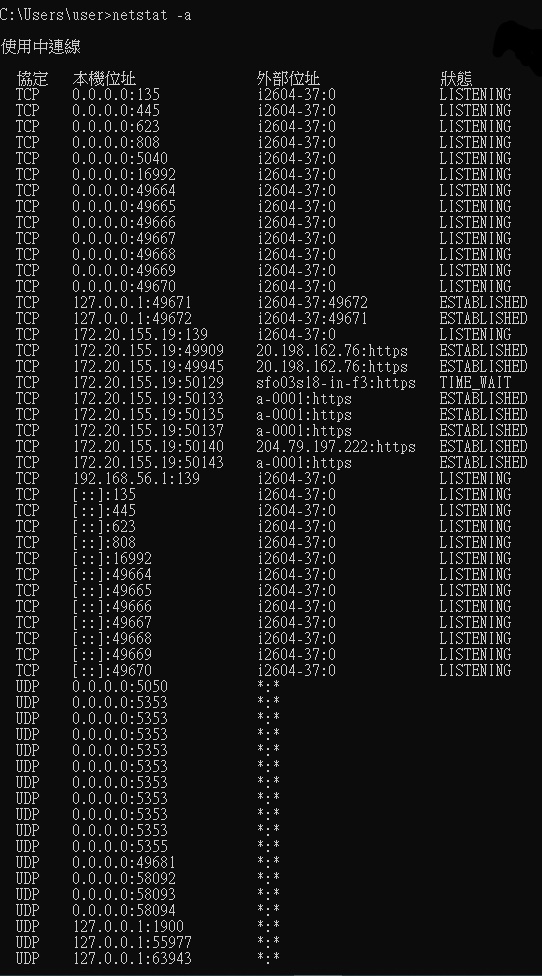 C:\Users\user>netstat -a
使用中連線
協定 本機位址 外部位址 狀態
TCP 0.0.0.0:135 i2604-37:0 LISTENING
TCP 0.0.0.0:445 i2604-37:0 LISTENING
TCP 0.0.0.0:623 i2604-37:0 LISTENING
TCP 0.0.0.0:808 i2604-37:0 LISTENING
TCP 0.0.0.0:5040 i2604-37:0 LISTENING
TCP 0.0.0.0:16992 i2604-37:0 LISTENING
TCP 0.0.0.0:49664 i2604-37:0 LISTENING
TCP 0.0.0.0:49665 i2604-37:0 LISTENING
TCP 0.0.0.0:49666 i2604-37:0 LISTENING
TCP 0.0.0.0:49667 i2604-37:0 LISTENING
TCP 0.0.0.0:49668 i2604-37:0 LISTENING
TCP 0.0.0.0:49669 i2604-37:0 LISTENING
TCP 0.0.0.0:49670 i2604-37:0 LISTENING
TCP 127.0.0.1:49671 i2604-37:49672 ESTABLISHED
TCP 127.0.0.1:49672 i2604-37:49671 ESTABLISHED
TCP 172.20.155.19:139 i2604-37:0 LISTENING
TCP 172.20.155.19:49909 20.198.162.76:https ESTABLISHED
TCP 172.20.155.19:49945 20.198.162.76:https ESTABLISHED
TCP 172.20.155.19:50129 sfo03s18-in-f3:https TIME_WAIT
TCP 172.20.155.19:50133 a-0001:https ESTABLISHED
TCP 172.20.155.19:50135 a-0001:https ESTABLISHED
TCP 172.20.155.19:50137 a-0001:https ESTABLISHED
TCP 172.20.155.19:50140 204.79.197.222:https ESTABLISHED
TCP 172.20.155.19:50143 a-0001:https ESTABLISHED
TCP 192.168.56.1:139 i2604-37:0 LISTENING
TCP [::]:135 i2604-37:0 LISTENING
TCP [::]:445 i2604-37:0 LISTENING
TCP [::]:623 i2604-37:0 LISTENING
TCP [::]:808 i2604-37:0 LISTENING
TCP [::]:16992 i2604-37:0 LISTENING
TCP [::]:49664 i2604-37:0 LISTENING
TCP [::]:49665 i2604-37:0 LISTENING
TCP [::]:49666 i2604-37:0 LISTENING
TCP [::]:49667 i2604-37:0 LISTENING
TCP [::]:49668 i2604-37:0 LISTENING
TCP [::]:49669 i2604-37:0 LISTENING
TCP [::]:49670 i2604-37:0 LISTENING
UDP 0.0.0.0:5050 *:*
UDP 0.0.0.0:5353 *:*
UDP 0.0.0.0:5353 *:*
UDP 0.0.0.0:5353 *:*
UDP 0.0.0.0:5353 *:*
UDP 0.0.0.0:5353 *:*
UDP 0.0.0.0:5353 *:*
UDP 0.0.0.0:5353 *:*
UDP 0.0.0.0:5353 *:*
UDP 0.0.0.0:5353 *:*
UDP 0.0.0.0:5355 *:*
UDP 0.0.0.0:49681 *:*
UDP 0.0.0.0:58092 *:*
UDP 0.0.0.0:58093 *:*
UDP 0.0.0.0:58094 *:*
UDP 127.0.0.1:1900 *:*
UDP 127.0.0.1:55977 *:*
UDP 127.0.0.1:63943 *:*